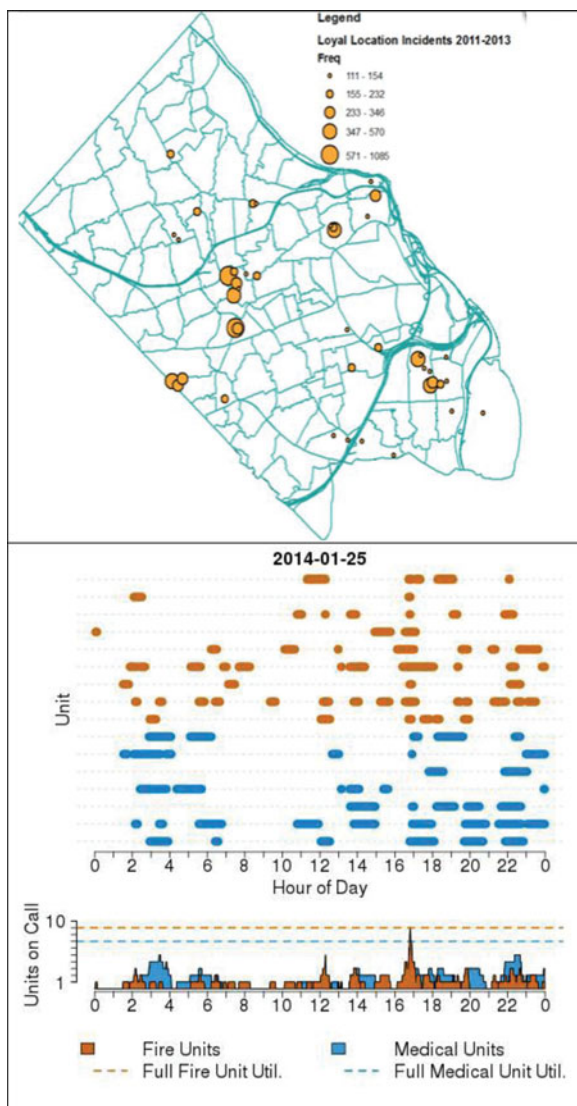 Legend
Loyal Location Incidents 2011-2013
Freq
111 - 154
155 - 232
233 - 346
347 - 570
571 - 1085
2014-01-25
Unit
0 2 4 6 8 10 12 14 16 18 20 22 0
Hour of Day
Units on Call
10
1
0 2 4 6 8 10 12 14 16 18 20 22 0
Fire Units
Medical Units
Full Fire Unit Util.
Full Medical Unit Util.